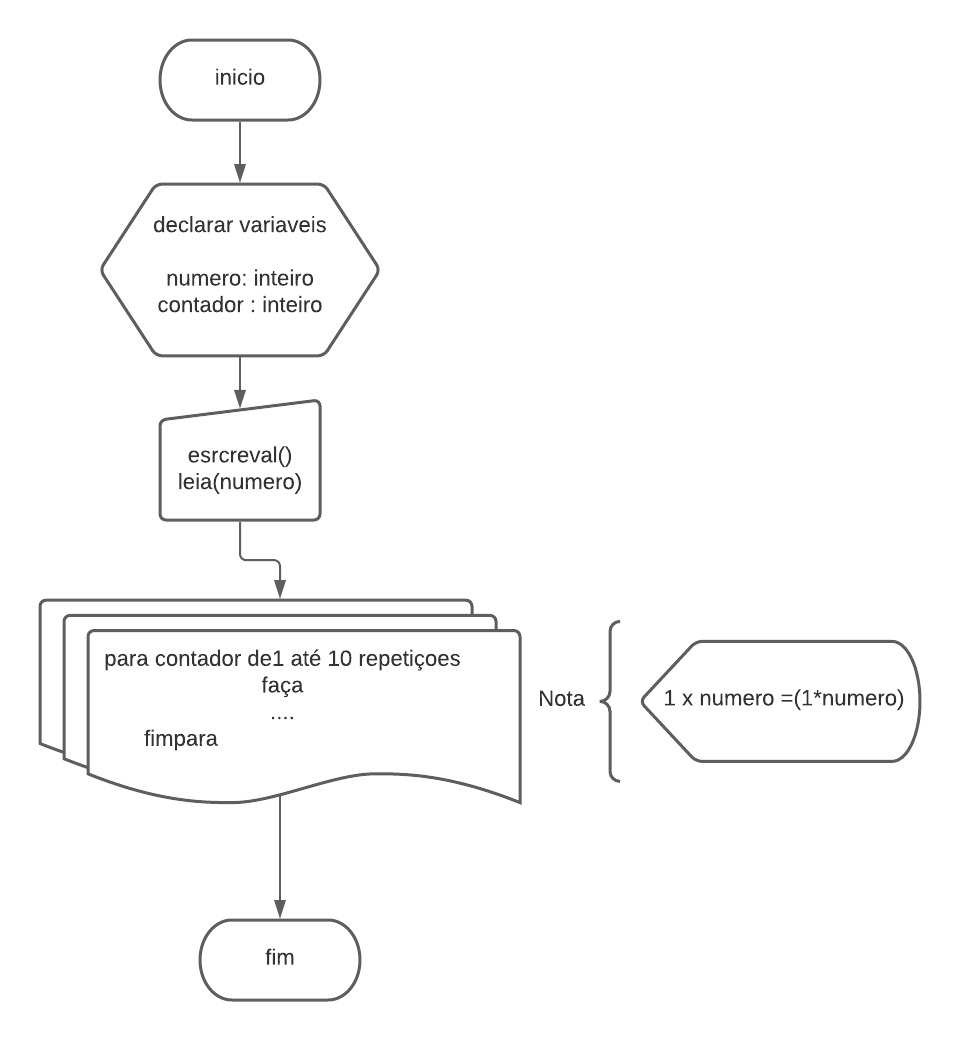 inicio
declarar variaveis
numero: inteiro
contador : inteiro
esrcreval()
leia(numero)
para contador de1 até 10 repetiçoes
faça
....
fimpara
Nota
1 x numero =(1*numero)
fim